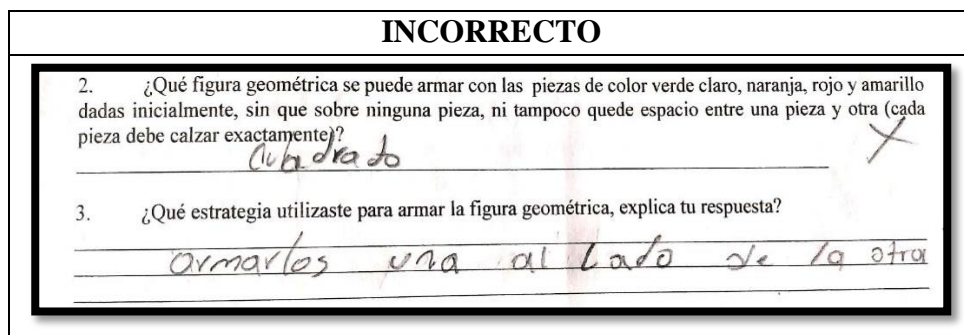 INCORRECTO
2. ¿Qué figura geométrica se puede armar con las piezas de color verde claro, naranja, rojo y amarillo
dadas inicialmente, sin que sobre ninguna pieza, ni tampoco quede espacio entre una pieza y otra (cada
pieza debe calzar exactamente)?
Cuadrado
3. ¿Qué estrategia utilizaste para armar la figura geométrica, explica tu respuesta?
armarlos una al Lado de la otra